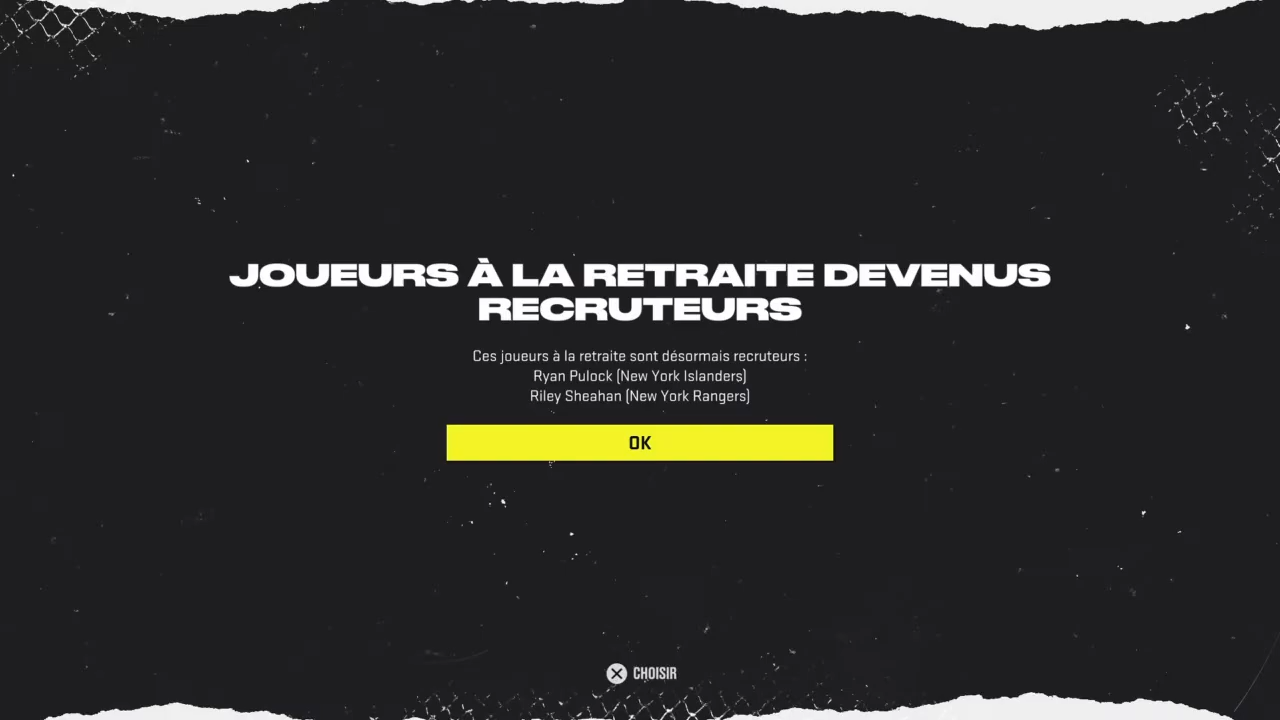 JOUEURS À LA RETRAITE DEVENUS
RECRUTEURS
Ces joueurs à la retraite sont désormais recruteurs :
Ryan Pulock (New York Islanders)
Riley Sheahan (New York Rangers)
OK
CHOISIR